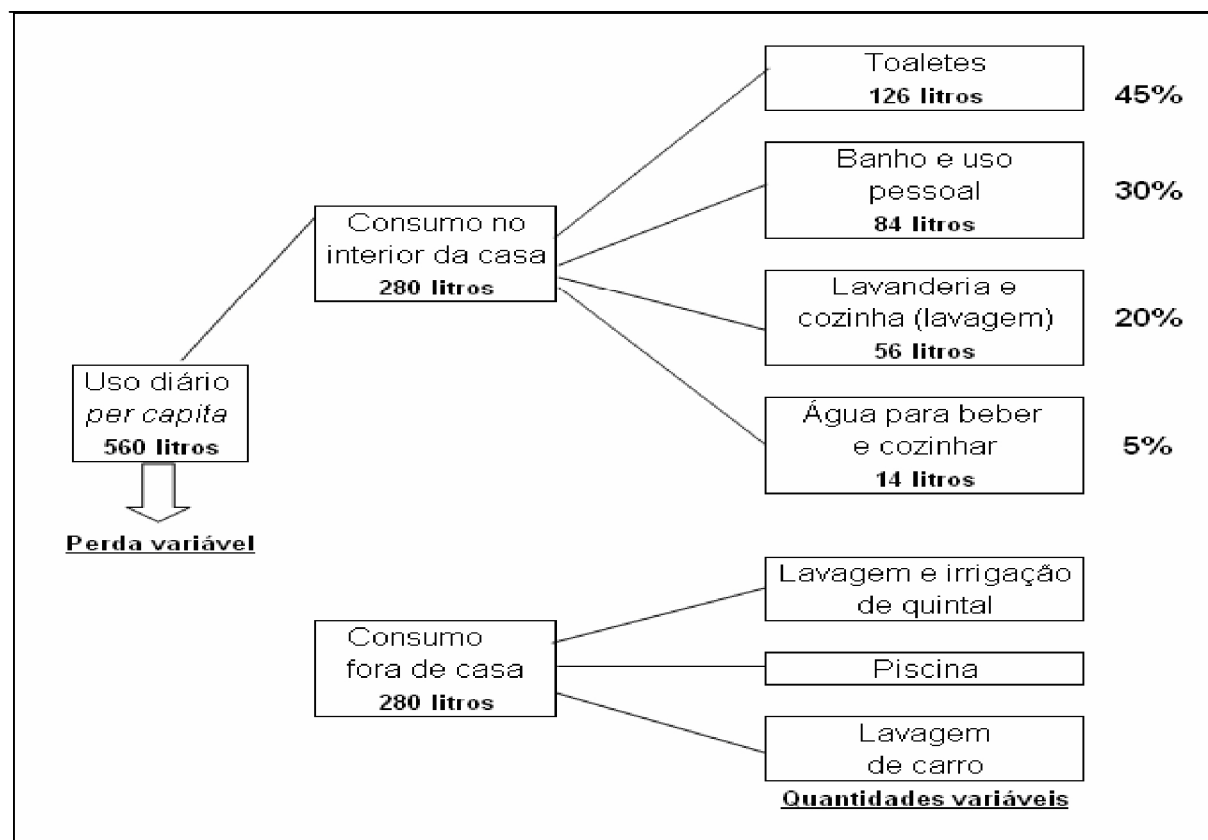 Uso diário
per capita
560 litros
Perda variável
Consumo no
interior da casa
280 litros
Toaletes
126 litros
45%
Banho e uso
pessoal
84 litros
30%
Lavanderia e
cozinha (lavagem)
56 litros
20%
Água para beber
e cozinhar
14 litros
5%
Consumo
fora de casa
280 litros
Lavagem e irrigação
de quintal
Piscina
Lavagem
de carro
Quantidades variáveis